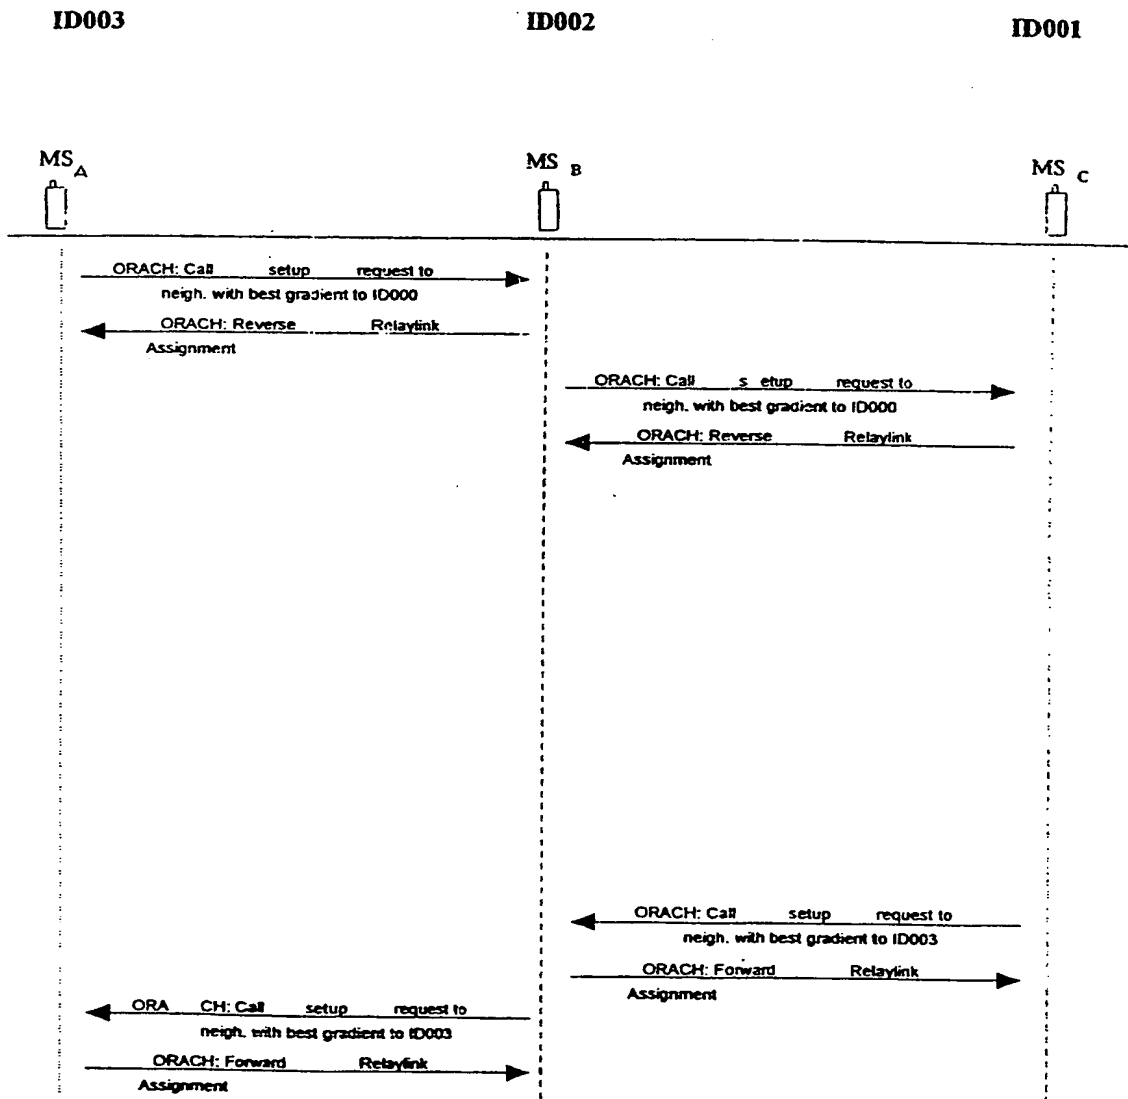 ID003
ID002
ID001
MS A
MS B
MS C
ORACH: Call setup request to
neigh. with best gradient to ID000
ORACH: Reverse Relaylink
Assignment
ORACH: Call s etup request to
neigh. with best gradient to ID000
ORACH: Reverse Relaylink
Assignment
ORACH: Call setup request to
neigh. with best gradient to ID003
ORACH: Forward Relaylink
Assignment
ORA CH: Call setup request to
neigh. with best gradient to ID003
ORACH: Forward Relaylink
Assignment